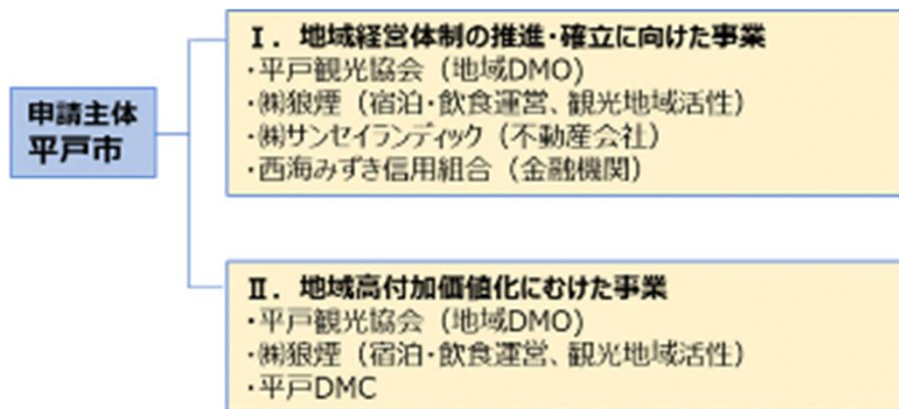 申請主体
平戸市
Ⅰ．地域経営体制の推進・確立に向けた事業
・平戸観光協会（地域DMO）
・㈱狼煙（宿泊・飲食運営、観光地域活性）
・㈱サンセイランディック（不動産会社）
・西海みずき信用組合（金融機関）
Ⅱ．地域高付加価値化にむけた事業
・平戸観光協会（地域DMO）
・㈱狼煙（宿泊・飲食運営、観光地域活性）
・平戸DMC